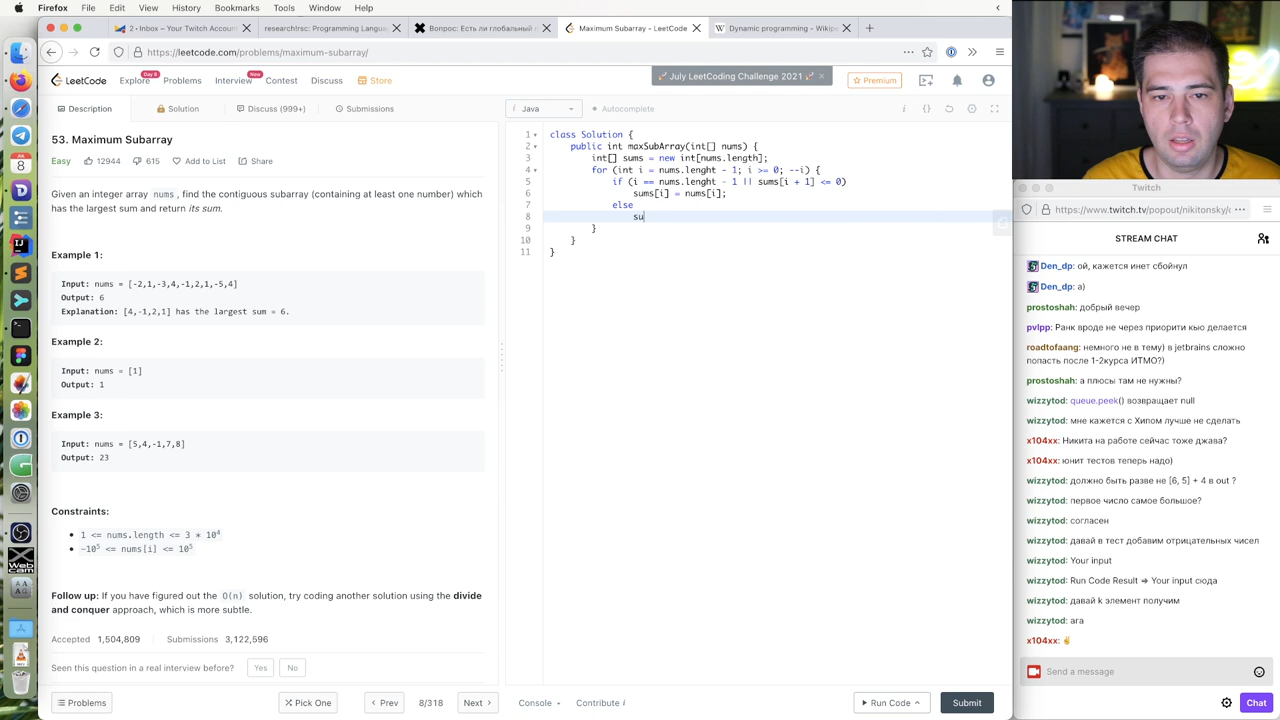 Firefox File Edit View History Bookmarks Tools Window Help
2 - Inbox – Your Twitch Accoun
researchrsc: Programming Langu
Вопрос: Есть ли глобальный
Maximum Subarray - LeetCode
Dynamic programming - Wikipe
https://leetcode.com/problems/maximum-subarray/
LeetCode
Explore
Day 8
Problems
Interview
New
Contest
Discuss
Store
July LeetCoding Challenge 2021
Premium
Description
Solution
Discuss (999+)
Submissions
Java
Autocomplete
53. Maximum Subarray
Easy 12944 615 Add to List Share
Given an integer array nums, find the contiguous subarray (containing at least one number) which
has the largest sum and return its sum.
Example 1:
Input: nums = [-2,1,-3,4,-1,2,1,-5,4]
Output: 6
Explanation: [4,-1,2,1] has the largest sum = 6.
Example 2:
Input: nums = [1]
Output: 1
Example 3:
Input: nums = [5,4,-1,7,8]
Output: 23
Constraints:
1 <= nums.length <= 3 * 10⁴
-10⁵ <= nums[i] <= 10⁵
Follow up: If you have figured out the O(n) solution, try coding another solution using the divide
and conquer approach, which is more subtle.
Accepted 1,504,809 Submissions 3,122,596
Seen this question in a real interview before? Yes No
1 class Solution {
2 public int maxSubArray(int[] nums) {
3 int[] sums = new int[nums.length];
4 for (int i = nums.lenght - 1; i >= 0; --i) {
5 if (i == nums.lenght - 1 || sums[i + 1] <= 0)
6 sums[i] = nums[i];
7 else
8 su
9 }
10 }
11 }
Problems
Pick One
Prev
8/318
Next
Console
Contribute i
Run Code
Submit
JUL
8
Web
Cam
Twitch
https://www.twitch.tv/popout/nikitonsky/
STREAM CHAT
Den_dp: ой, кажется инет сбойнул
Den_dp: а)
prostoshah: добрый вечер
pvlpp: Ранк вроде не через приорити кью делается
roadtofaang: немного не в тему) в jetbrains сложно
попасть после 1-2курса ИТМО?)
prostoshah: а плюсы там не нужны?
wizzytod: queue.peek() возвращает null
wizzytod: мне кажется с Хипом лучше не сделать
x104xx: Никита на работе сейчас тоже джава?
x104xx: юнит тестов теперь надо)
wizzytod: должно быть разве не [6, 5] + 4 в out ?
wizzytod: первое число самое большое?
wizzytod: согласен
wizzytod: давай в тест добавим отрицательных чисел
wizzytod: Your input
wizzytod: Run Code Result => Your input сюда
wizzytod: давай k элемент получим
wizzytod: ага
x104xx: ✌
Send a message
Chat